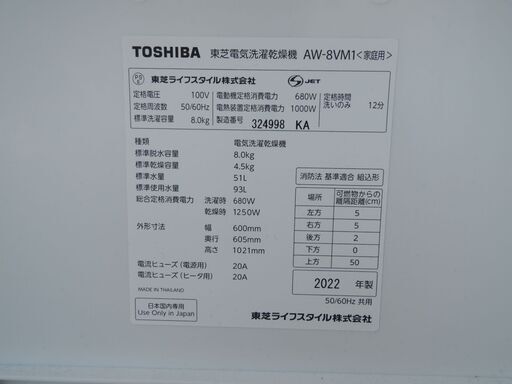 TOSHIBA 東芝電気洗濯乾燥機 AW-8VM1<家庭用>
東芝ライフスタイル株式会社 JET
定格電圧 100V 電動機定格消費電力 680W 定格時間
定格周波数 50/60Hz 電熱装置定格消費電力 1000W 洗いのみ 12分
標準洗濯容量 8.0kg 製造番号 324998 KA
種類 電気洗濯乾燥機
標準脱水容量 8.0kg
標準乾燥容量 4.5kg
標準水量 51L
標準使用水量 93L
総合定格消費電力 洗濯時 680W
乾燥時 1250W
外形寸法 幅 600mm
奥行 605mm
高さ 1021mm
電流ヒューズ (電源用) 20A
電流ヒューズ (ヒータ用) 20A
MADE IN THAILAND
日本国内専用
Use Only in Japan
消防法 基準適合 組込形
場所 可燃物からの離隔距離(cm)
左方 5
右方 5
後方 2
下方 0
上方 50
2022 年製
50/60Hz 共用
東芝ライフスタイル株式会社